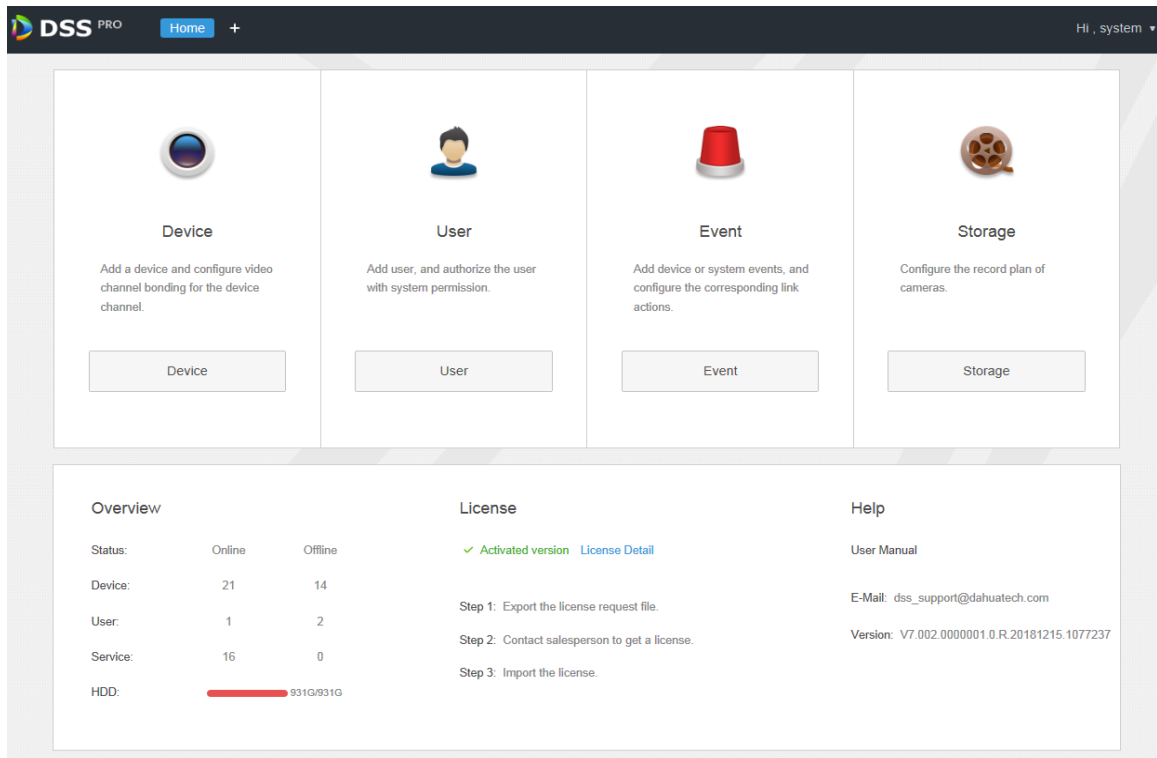 DSS PRO Home + Hi , system
Device
Add a device and configure video
channel bonding for the device
channel.
Device
User
Add user, and authorize the user
with system permission.
User
Event
Add device or system events, and
configure the corresponding link
actions.
Event
Storage
Configure the record plan of
cameras.
Storage
Overview
Status: Online Offline
Device: 21 14
User: 1 2
Service: 16 0
HDD: 931G/931G
License
Activated version License Detail
Step 1: Export the license request file.
Step 2: Contact salesperson to get a license.
Step 3: Import the license.
Help
User Manual
E-Mail: dss_support@dahuatech.com
Version: V7.002.0000001.0.R.20181215.1077237